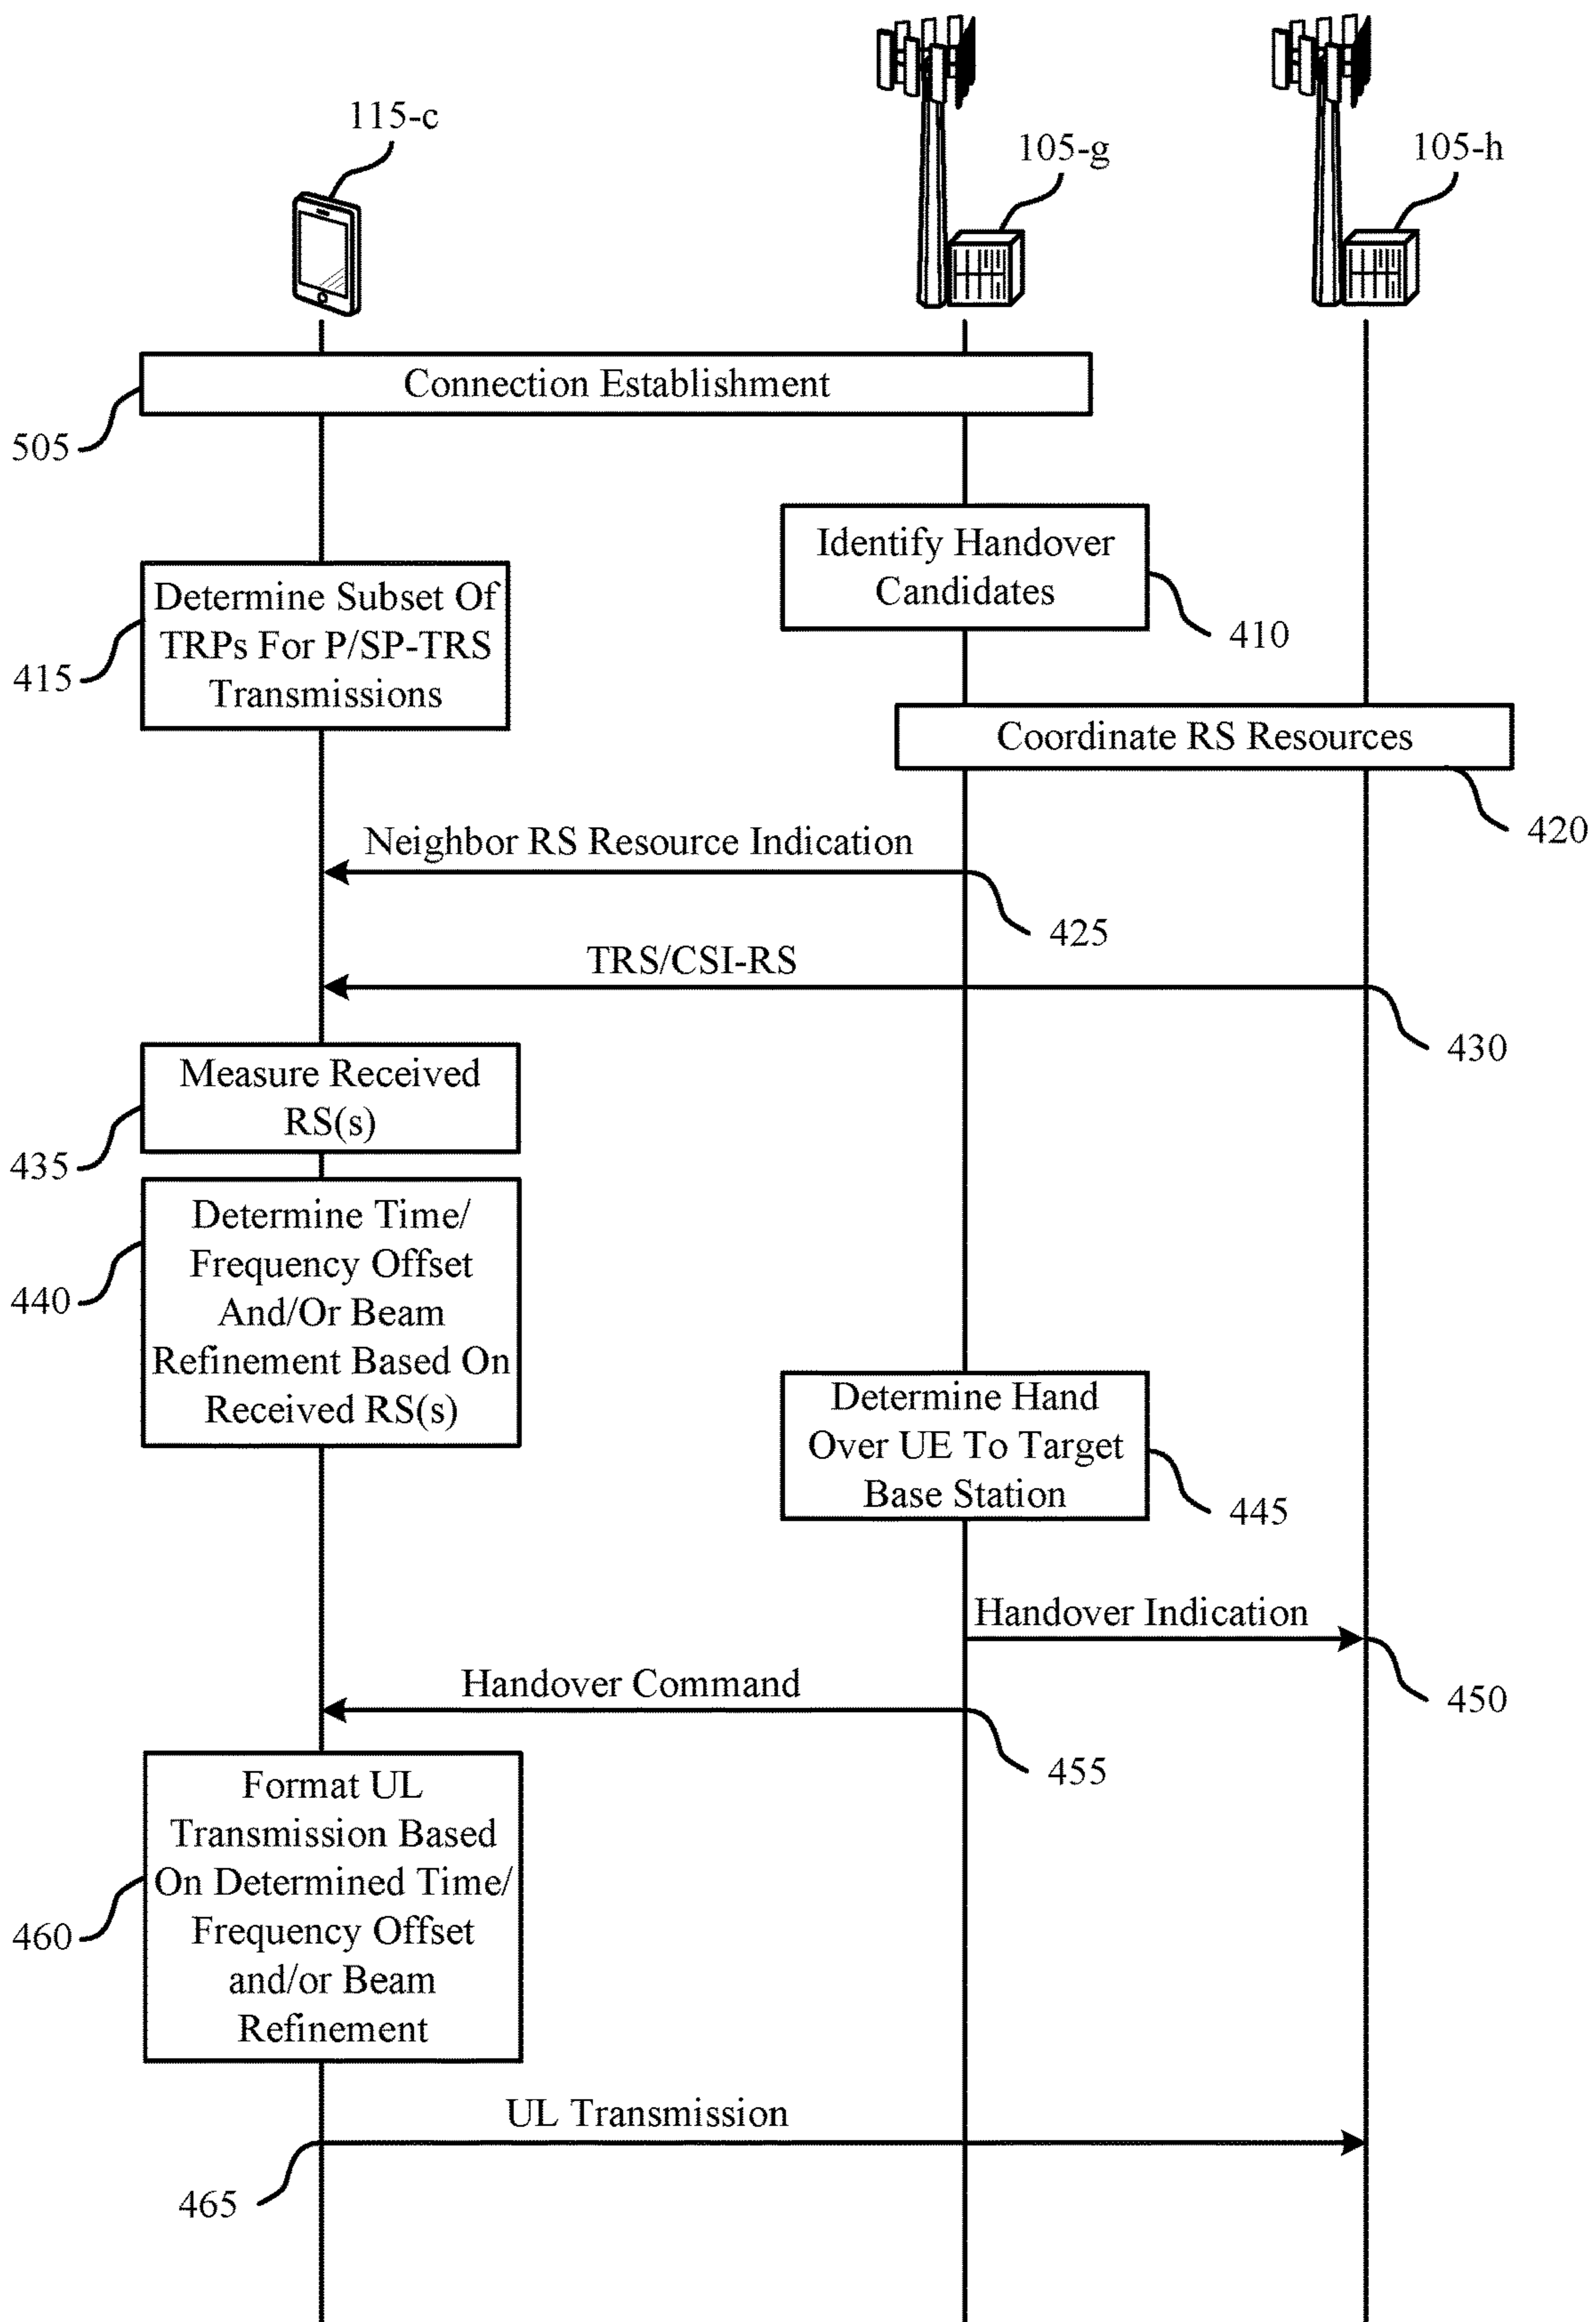 115-c
105-g
105-h
Connection Establishment
505
Identify Handover
Candidates
410
Determine Subset Of
TRPs For P/SP-TRS
Transmissions
415
Coordinate RS Resources
420
Neighbor RS Resource Indication
425
TRS/CSI-RS
430
Measure Received
RS(s)
435
Determine Time/
Frequency Offset
And/Or Beam
Refinement Based On
Received RS(s)
440
Determine Hand
Over UE To Target
Base Station
445
Handover Indication
450
Handover Command
455
Format UL
Transmission Based
On Determined Time/
Frequency Offset
and/or Beam
Refinement
460
UL Transmission
465